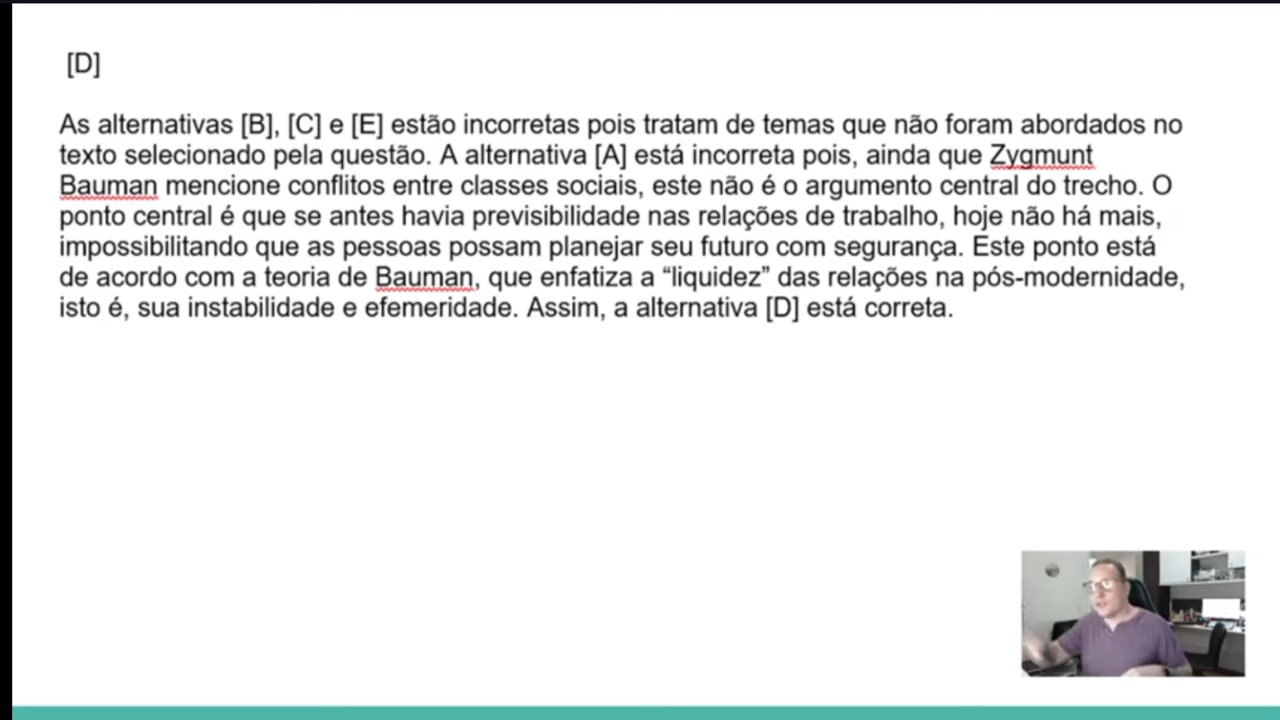 [D]
As alternativas [B], [C] e [E] estão incorretas pois tratam de temas que não foram abordados no
texto selecionado pela questão. A alternativa [A] está incorreta pois, ainda que Zygmunt
Bauman mencione conflitos entre classes sociais, este não é o argumento central do trecho. O
ponto central é que se antes havia previsibilidade nas relações de trabalho, hoje não há mais,
impossibilitando que as pessoas possam planejar seu futuro com segurança. Este ponto está
de acordo com a teoria de Bauman, que enfatiza a “liquidez” das relações na pós-modernidade,
isto é, sua instabilidade e efemeridade. Assim, a alternativa [D] está correta.